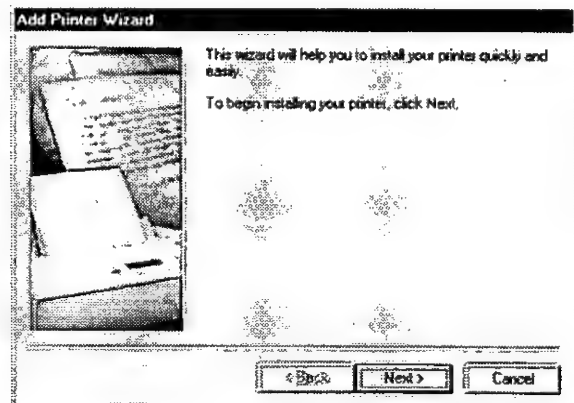 Add Printer Wizard
This wizard will help you to install your printer quickly and
easily.
To begin installing your printer, click Next.
< Back
Next >
Cancel